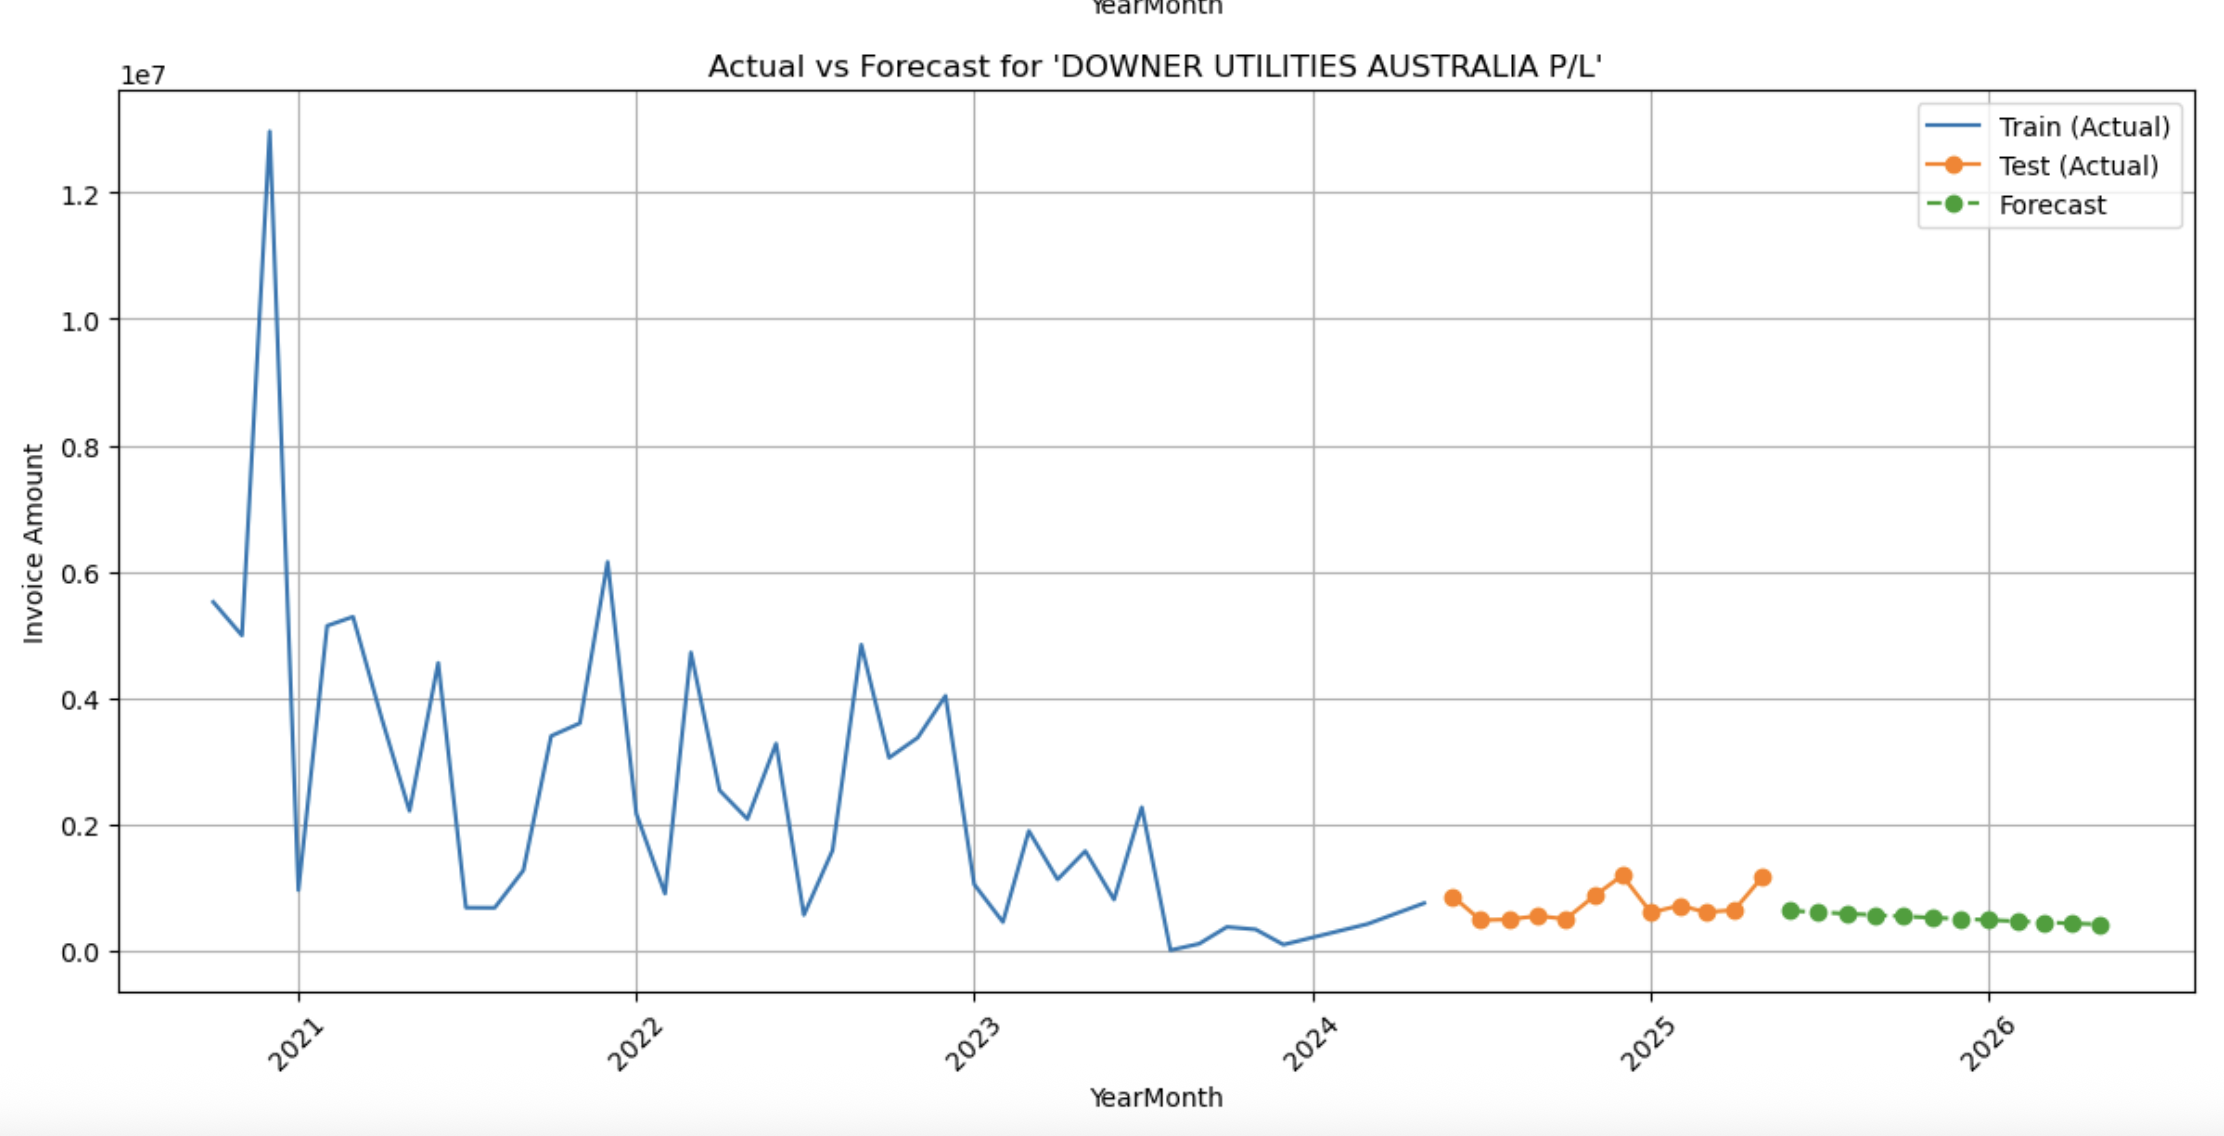 YearMonth
Actual vs Forecast for 'DOWNER UTILITIES AUSTRALIA P/L'
1e7
Train (Actual)
Test (Actual)
Forecast
1.2
1.0
0.8
0.6
0.4
0.2
0.0
Invoice Amount
2021
2022
2023
2024
2025
2026
YearMonth